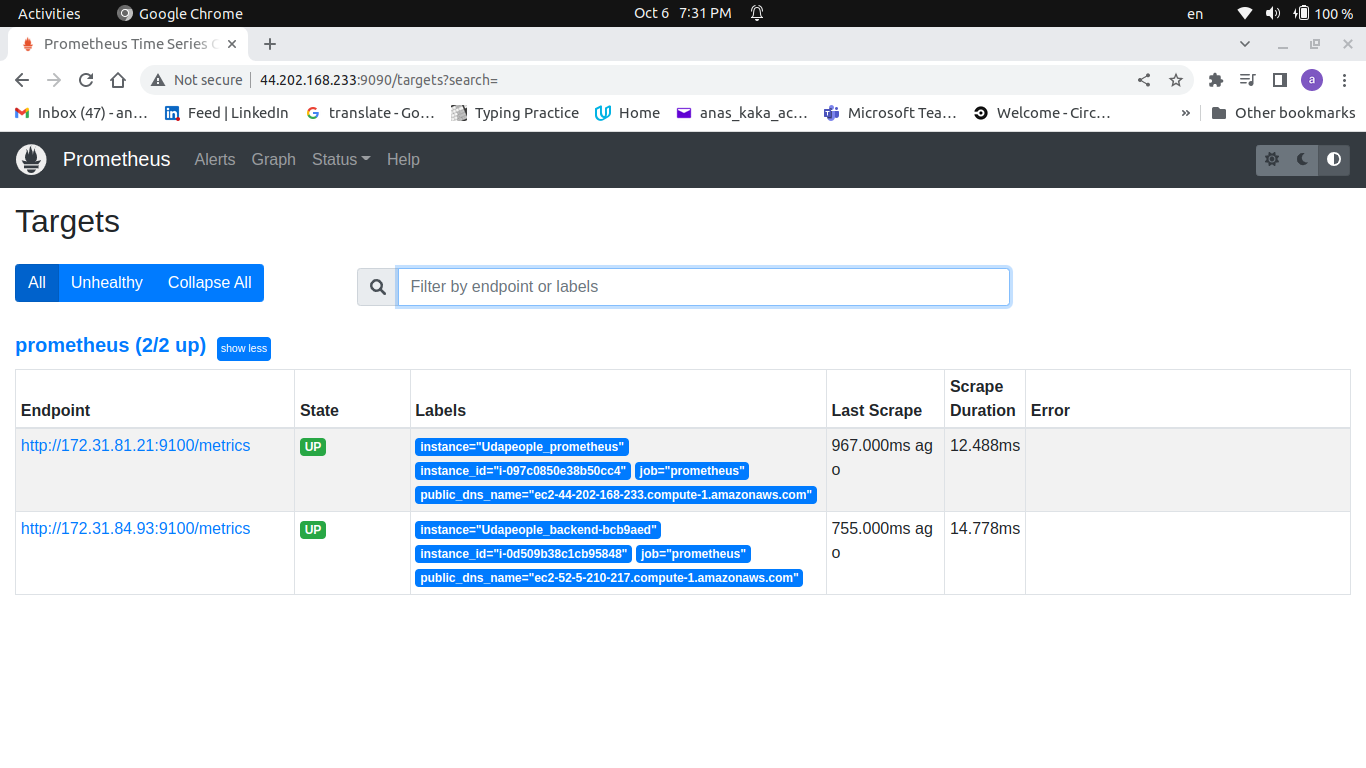 Activities Google Chrome Oct 6 7:31 PM en 100 %
Prometheus Time Series C
Not secure 44.202.168.233:9090/targets?search= a
Inbox (47) - an… Feed | LinkedIn translate - Go… Typing Practice Home anas_kaka_ac… Microsoft Tea… Welcome - Circ… » Other bookmarks
Prometheus Alerts Graph Status Help
Targets
All Unhealthy Collapse All Filter by endpoint or labels
prometheus (2/2 up) show less
Endpoint State Labels Last Scrape Scrape Duration Error
http://172.31.81.21:9100/metrics UP instance="Udapeople_prometheus" 967.000ms ago 12.488ms
instance_id="i-097c0850e38b50cc4" job="prometheus"
public_dns_name="ec2-44-202-168-233.compute-1.amazonaws.com"
http://172.31.84.93:9100/metrics UP instance="Udapeople_backend-bcb9aed" 755.000ms ago 14.778ms
instance_id="i-0d509b38c1cb95848" job="prometheus"
public_dns_name="ec2-52-5-210-217.compute-1.amazonaws.com"